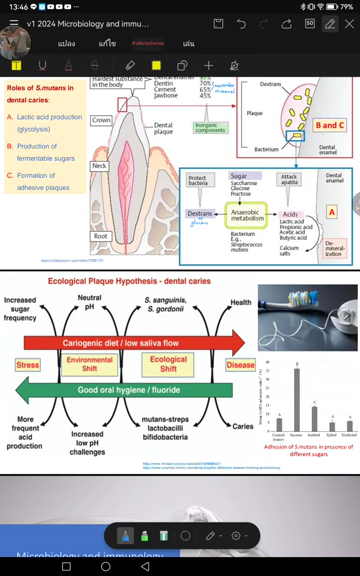 13:46
79%
v1 2024 Microbiology and immu...
50
แปลง
แก้ไข
เล่น
Roles of S.mutans in
dental caries:
A. Lactic acid production
(glycolysis)
B. Production of
fermentable sugars
C. Formation of
adhesive plaques
Hardest substance
in the body
Dental enamel 97%
Dentin 70%
Cement 65%
Jawbone 45%
Inorganic
components
Crown
Dental
plaque
Neck
Root
Dextrans
Plaque
Bacterium
B and C
Dental
enamel
Protect
bacteria
Sugar
Saccharose
Glucose
Fructose
Attack
apatite
Dental
enamel
Dextrans
Anaerobic
metabolism
Acids
A
Lactic acid
Propionic acid
Acetic acid
Butyric acid
Bacterium
E.g.,
Streptococcus
mutans
Calcium
salts
De-
mineral-
ization
Ecological Plaque Hypothesis - dental caries
Increased
sugar
frequency
Neutral
pH
S. sanguinis,
S. gordonii
Health
Cariogenic diet / low saliva flow
Stress
Environmental
Shift
Ecological
Shift
Disease
Good oral hygiene / fluoride
More
frequent
acid
production
Increased
low pH
challenges
mutans-steps
lactobacilli
bifidobacteria
Caries
Control
(water)
Sucrose
Sorbitol
Xylitol
Erythritol
Adhesion of S.mutans in presence of
different sugars
Microbiology and immunology